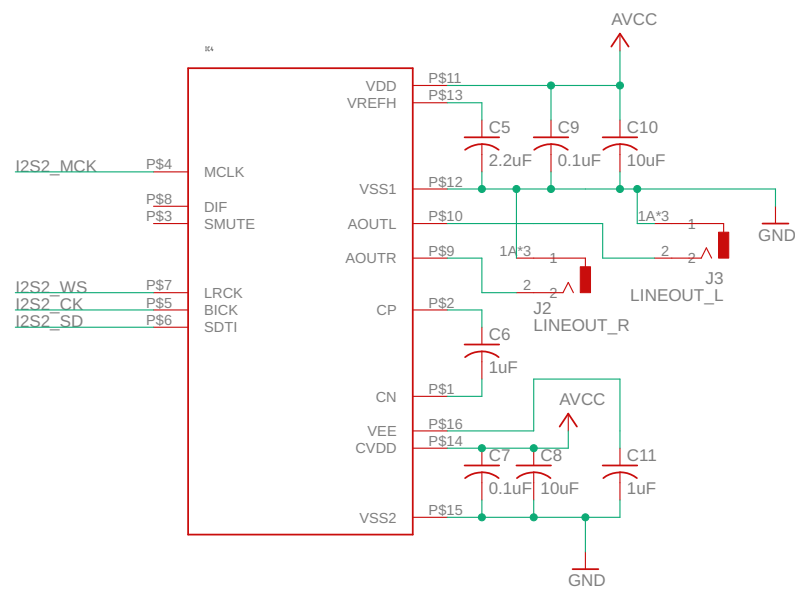 AVCC
IC4
VDD P$11
VREFH P$13
C5 C9 C10
2.2uF 0.1uF 10uF
I2S2_MCK P$4 MCLK
VSS1 P$12
P$8 DIF
P$3 SMUTE
AOUTL P$10
1A*3 1
GND
AOUTR P$9
1A*3 1
2 2
J3
LINEOUT_L
I2S2_WS P$7 LRCK
I2S2_CK P$5 BICK
I2S2_SD P$6 SDTI
2 2
J2
LINEOUT_R
CP P$2
C6
1uF
CN P$1
AVCC
VEE P$16
CVDD P$14
C7 C8 C11
0.1uF 10uF 1uF
VSS2 P$15
GND